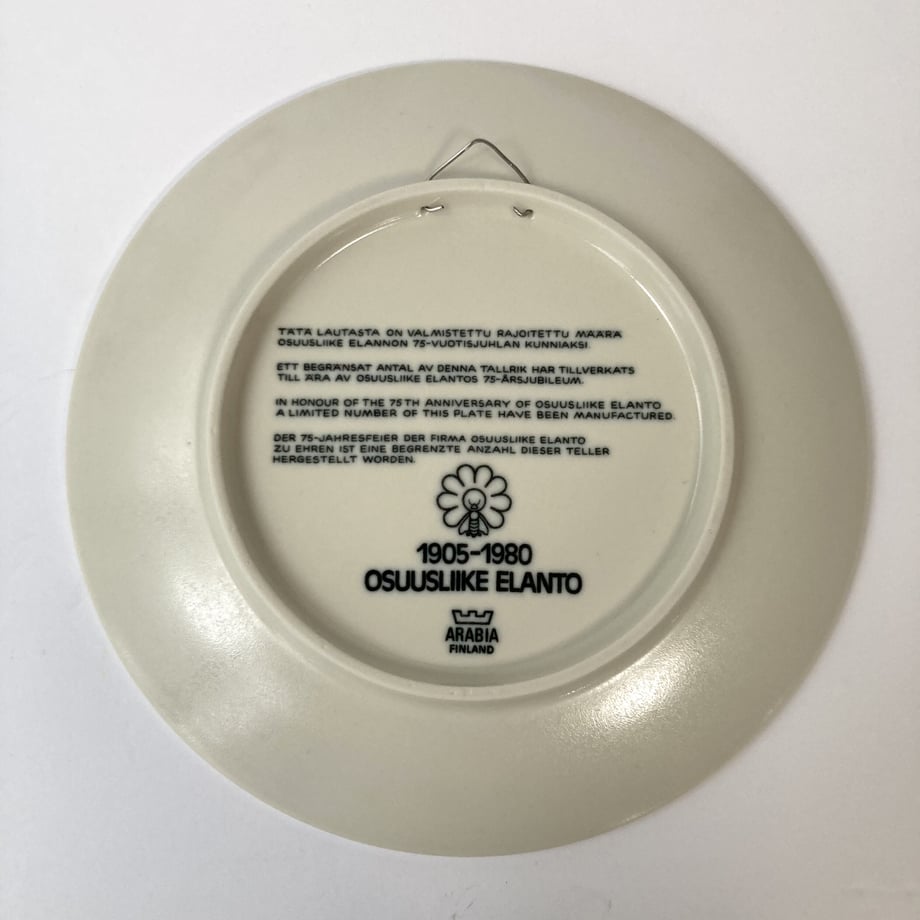 TÄTÄ LAUTASTA ON VALMISTETTU RAJOITETTU MÄÄRÄ
OSUUSLIIKE ELANNON 75-VUOTISJUHLAN KUNNIAKSI.
ETT BEGRÄNSAT ANTAL AV DENNA TALLRIK HAR TILLVERKATS
TILL ÄRA AV OSUUSLIIKE ELANTOS 75-ÅRSJUBILEUM.
IN HONOUR OF THE 75TH ANNIVERSARY OF OSUUSLIIKE ELANTO
A LIMITED NUMBER OF THIS PLATE HAVE BEEN MANUFACTURED.
DER 75-JAHRESFEIER DER FIRMA OSUUSLIIKE ELANTO
ZU EHREN IST EINE BEGRENZTE ANZAHL DIESER TELLER
HERGESTELLT WORDEN.
1905-1980
OSUUSLIIKE ELANTO
ARABIA
FINLAND